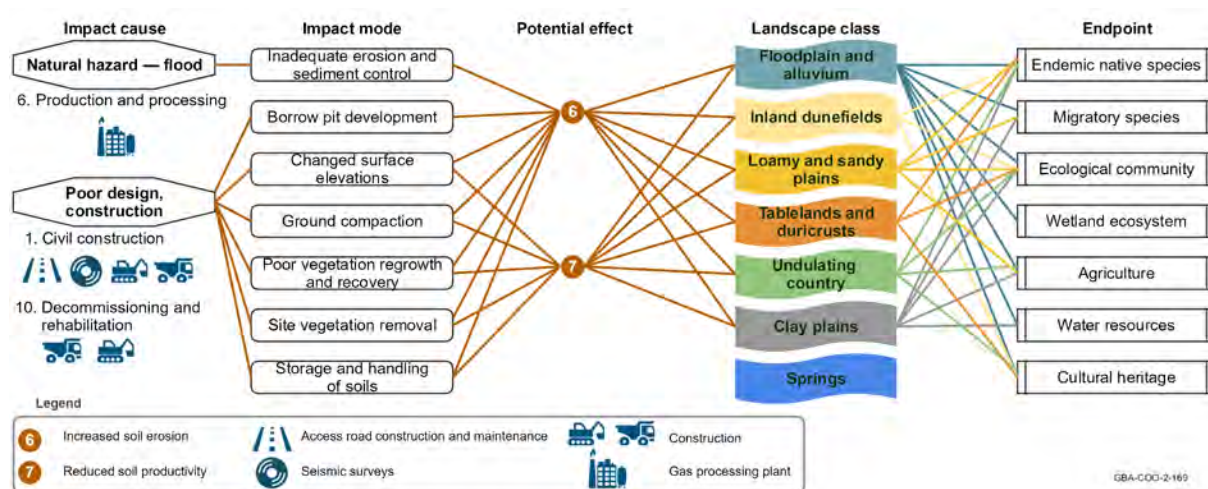 Impact cause
Impact mode
Potential effect
Landscape class
Endpoint
Natural hazard — flood
6. Production and processing
Poor design,
construction
1. Civil construction
10. Decommissioning and
rehabilitation
Inadequate erosion and
sediment control
Borrow pit development
Changed surface
elevations
Ground compaction
Poor vegetation regrowth
and recovery
Site vegetation removal
Storage and handling
of soils
6
7
Floodplain and
alluvium
Inland dunefields
Loamy and sandy
plains
Tablelands and
duricrusts
Undulating
country
Clay plains
Springs
Endemic native species
Migratory species
Ecological community
Wetland ecosystem
Agriculture
Water resources
Cultural heritage
Legend
6 Increased soil erosion
7 Reduced soil productivity
Access road construction and maintenance
Seismic surveys
Construction
Gas processing plant
GBA-COO-2-169